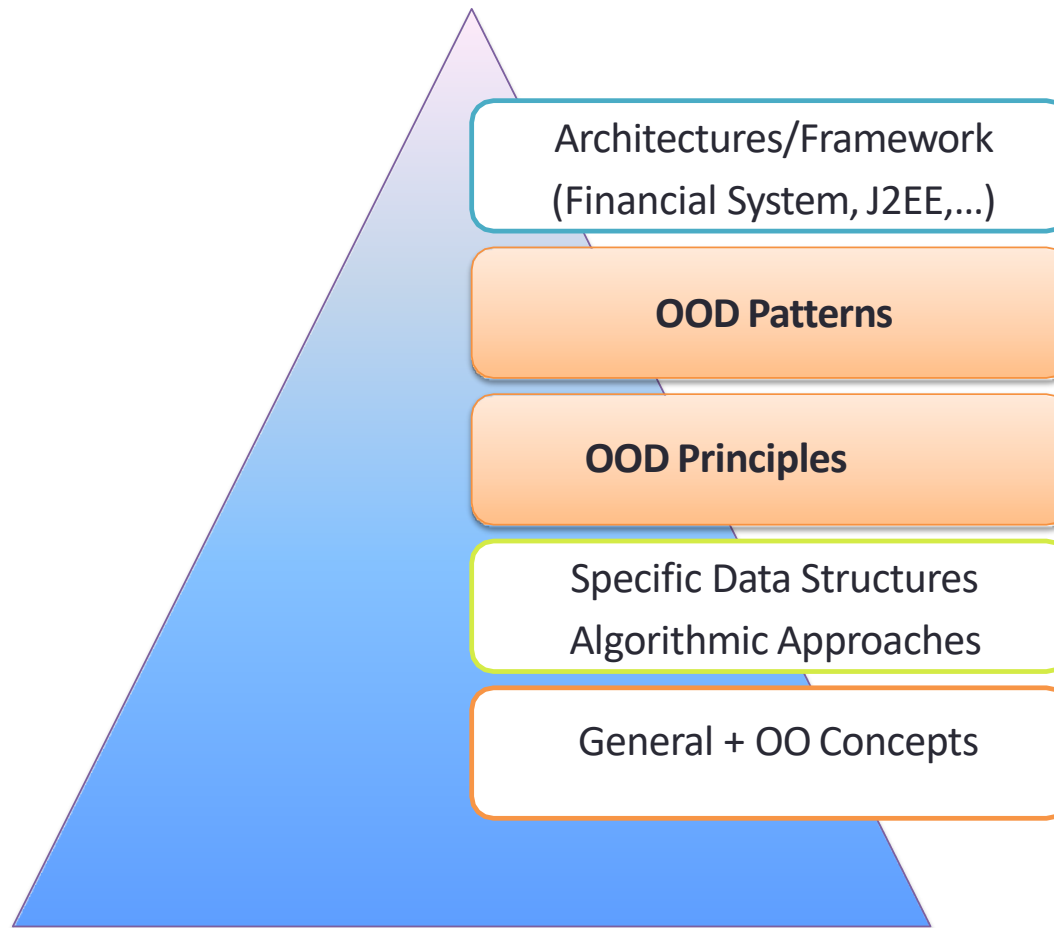 Architectures/Framework
(Financial System, J2EE,...)
OOD Patterns
OOD Principles
Specific Data Structures
Algorithmic Approaches
General + OO Concepts